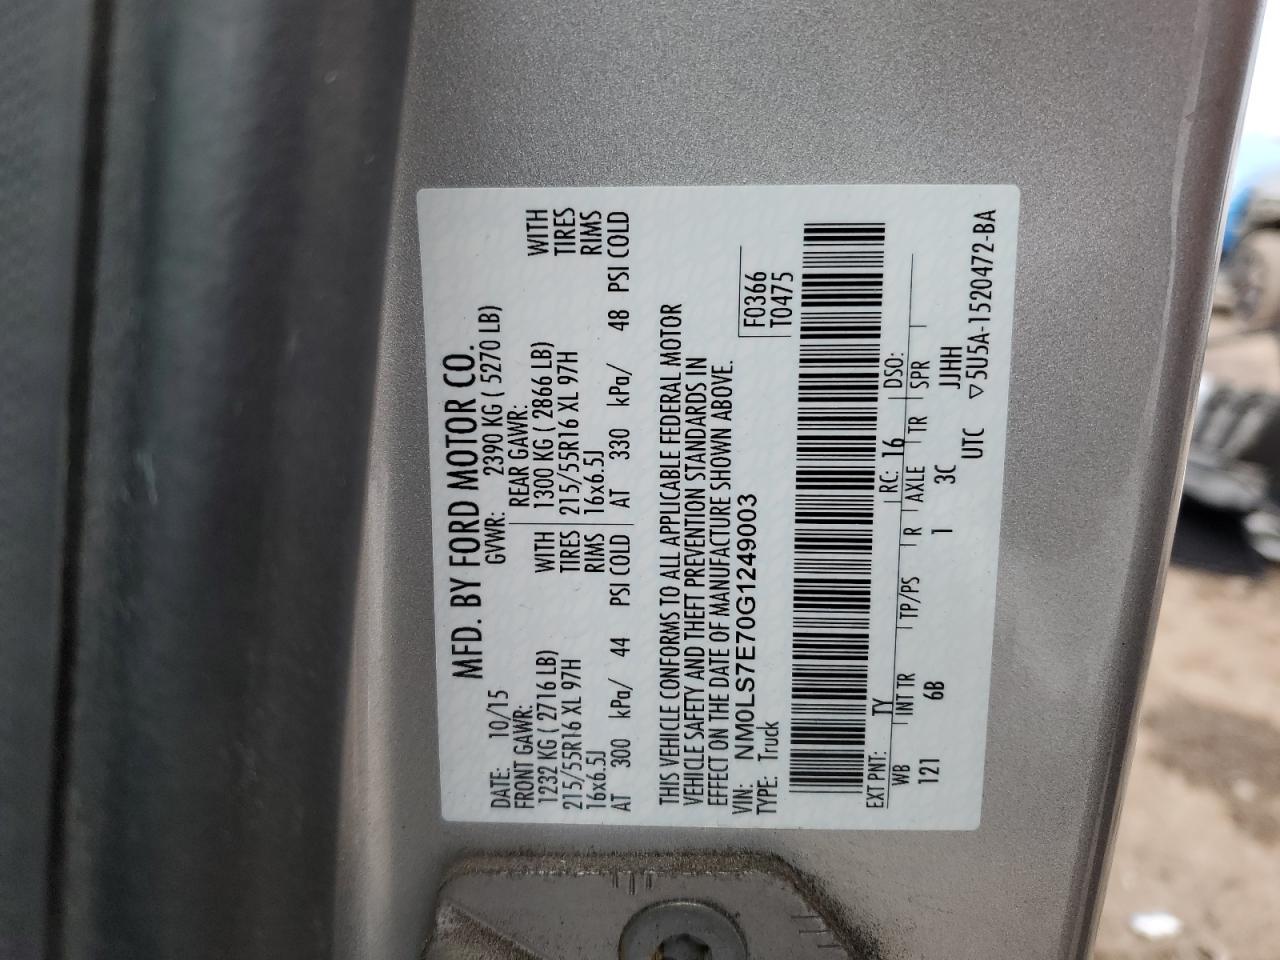 MFD. BY FORD MOTOR CO.
DATE: 10/15 GVWR: 2390 KG ( 5270 LB)
FRONT GAWR: REAR GAWR:
1232 KG ( 2716 LB) WITH 1300 KG ( 2866 LB) WITH
215/55R16 XL 97H TIRES 215/55R16 XL 97H TIRES
16x6.5J RIMS 16x6.5J RIMS
AT 300 kPa/ 44 PSI COLD AT 330 kPa/ 48 PSI COLD
THIS VEHICLE CONFORMS TO ALL APPLICABLE FEDERAL MOTOR
VEHICLE SAFETY AND THEFT PREVENTION STANDARDS IN
EFFECT ON THE DATE OF MANUFACTURE SHOWN ABOVE.
VIN: NM0LS7E70G1249003 F0366
TYPE: Truck T0475
EXT PNT: TY RC: 16 DSO:
WB INT TR TP/PS R AXLE TR SPR
121 6B 1 3C JJHH
UTC ▽5U5A-1520472-BA